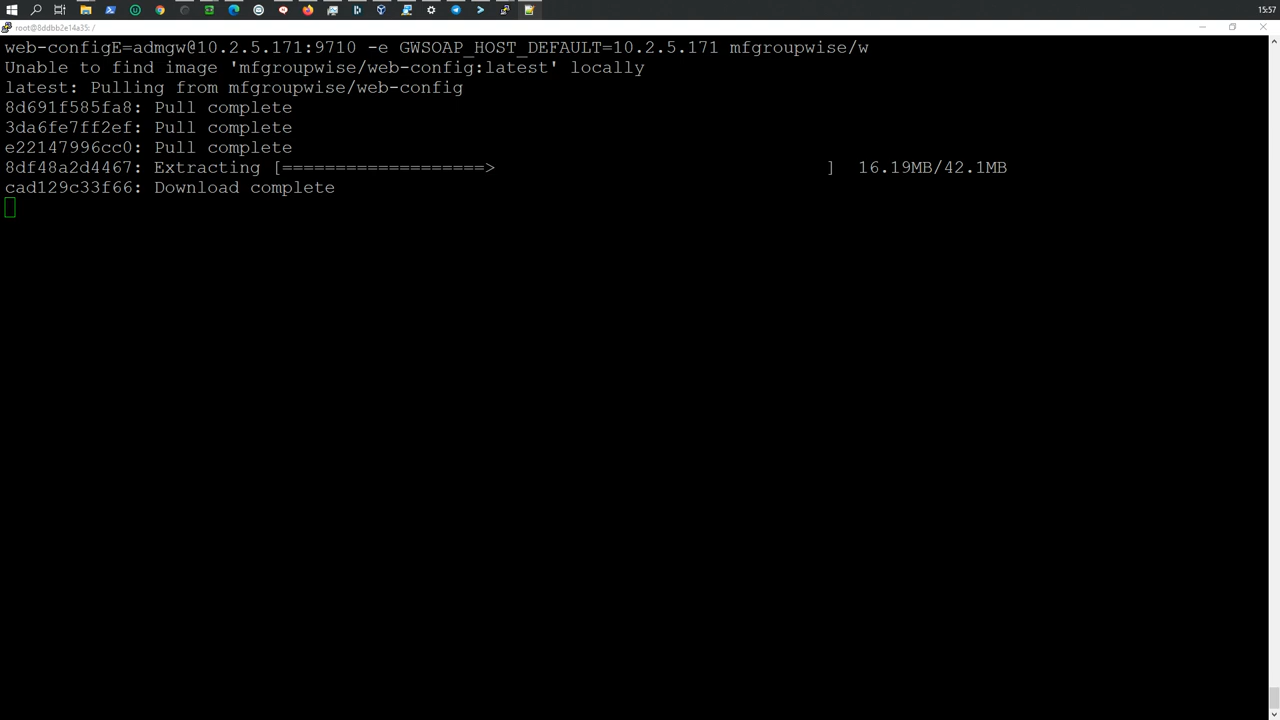 15:57
root@8ddbb2e14a35: /
web-configE=admgw@10.2.5.171:9710 -e GWSOAP_HOST_DEFAULT=10.2.5.171 mfgroupwise/w
Unable to find image 'mfgroupwise/web-config:latest' locally
latest: Pulling from mfgroupwise/web-config
8d691f585fa8: Pull complete
3da6fe7ff2ef: Pull complete
e22147996cc0: Pull complete
8df48a2d4467: Extracting [===================>                               ]  16.19MB/42.1MB
cad129c33f66: Download complete